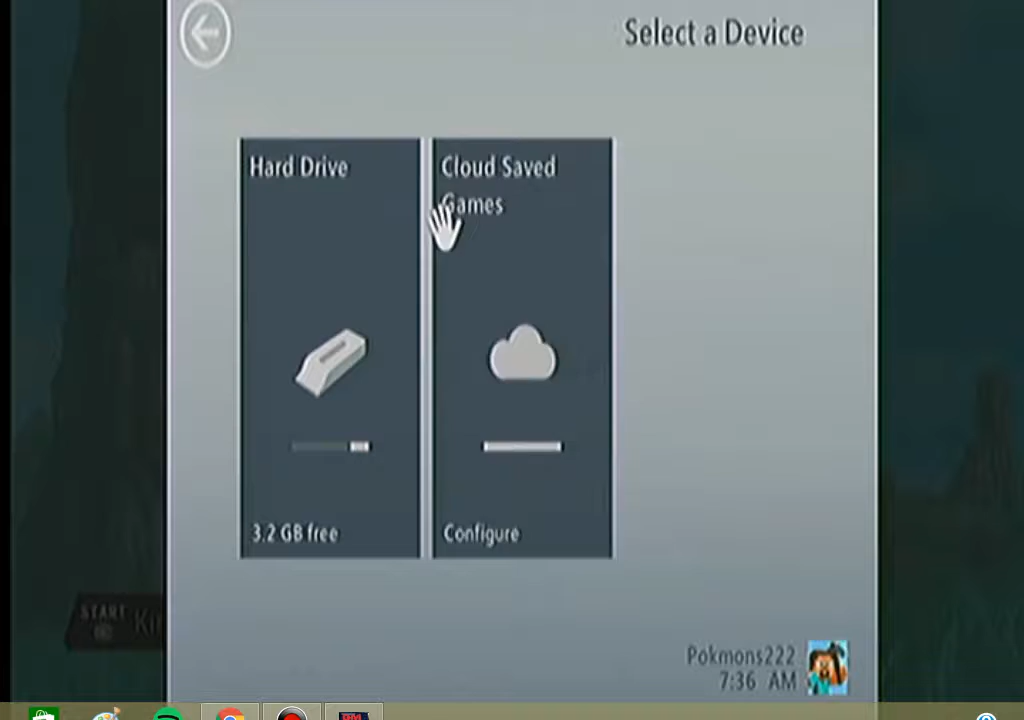 Select a Device
Hard Drive
Cloud Saved
Games
3.2 GB free
Configure
START
Pokmons222
7:36 AM